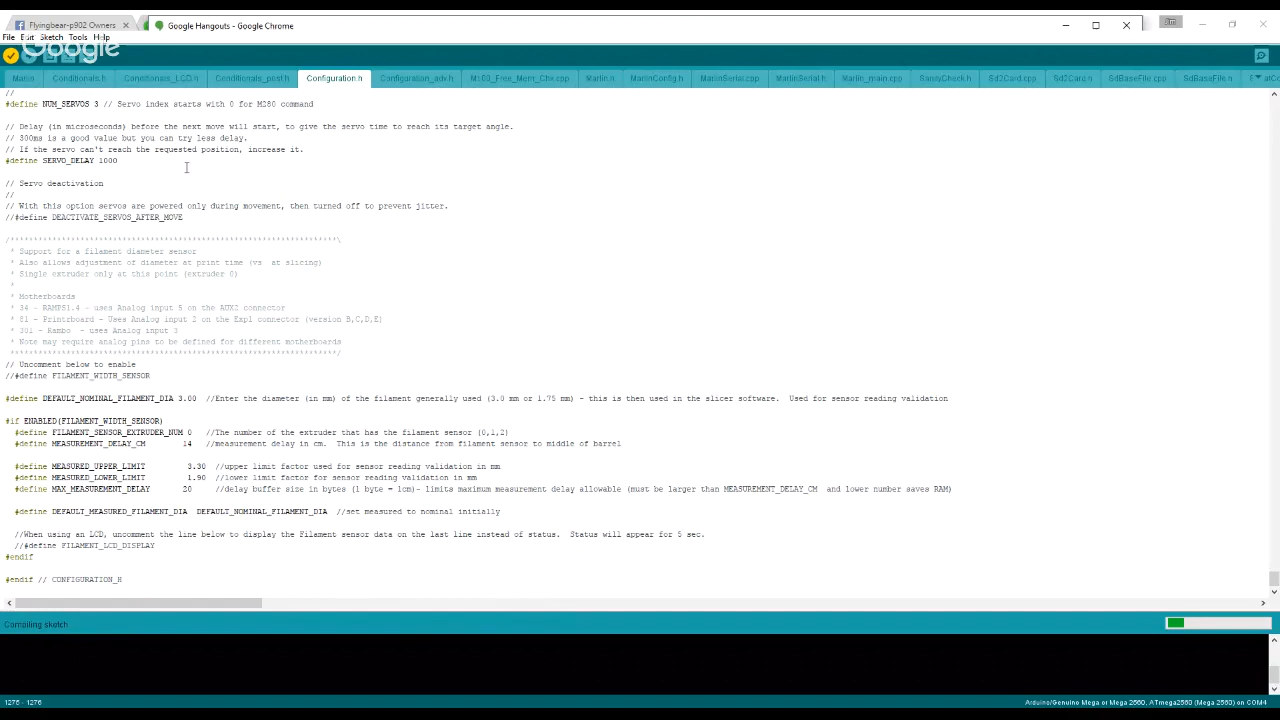 Flyingbear-p902 Owners
Google Hangouts - Google Chrome
Jim
File Edit Sketch Tools Help
Google
Marlin Conditionals.h Conditionals_LCD.h Conditionals_post.h Configuration.h Configuration_adv.h M100_Free_Mem_Chk.cpp Marlin.h MarlinConfig.h MarlinSerial.cpp MarlinSerial.h Marlin_main.cpp SanityCheck.h Sd2Card.cpp Sd2Card.h SdBaseFile.cpp SdBaseFile.h
//
#define NUM_SERVOS 3 // Servo index starts with 0 for M280 command
// Delay (in microseconds) before the next move will start, to give the servo time to reach its target angle.
// 300ms is a good value but you can try less delay.
// If the servo can't reach the requested position, increase it.
#define SERVO_DELAY 1000
// Servo deactivation
//
// With this option servos are powered only during movement, then turned off to prevent jitter.
//#define DEACTIVATE_SERVOS_AFTER_MOVE
/***********************************************************************\
* Support for a filament diameter sensor
* Also allows adjustment of diameter at print time (vs at slicing)
* Single extruder only at this point (extruder 0)
*
* Motherboards
* 34 - RAMPS1.4 - uses Analog input 5 on the AUX2 connector
* 81 - Printrboard - Uses Analog input 2 on the Exp1 connector (version B,C,D,E)
* 301 - Rambo - uses Analog input 3
* Note may require analog pins to be defined for different motherboards
***********************************************************************/
// Uncomment below to enable
//#define FILAMENT_WIDTH_SENSOR
#define DEFAULT_NOMINAL_FILAMENT_DIA 3.00 //Enter the diameter (in mm) of the filament generally used (3.0 mm or 1.75 mm) - this is then used in the slicer software. Used for sensor reading validation
#if ENABLED(FILAMENT_WIDTH_SENSOR)
#define FILAMENT_SENSOR_EXTRUDER_NUM 0 //The number of the extruder that has the filament sensor (0,1,2)
#define MEASUREMENT_DELAY_CM 14 //measurement delay in cm. This is the distance from filament sensor to middle of barrel
#define MEASURED_UPPER_LIMIT 3.30 //upper limit factor used for sensor reading validation in mm
#define MEASURED_LOWER_LIMIT 1.90 //lower limit factor for sensor reading validation in mm
#define MAX_MEASUREMENT_DELAY 20 //delay buffer size in bytes (1 byte = 1cm)- limits maximum measurement delay allowable (must be larger than MEASUREMENT_DELAY_CM and lower number saves RAM)
#define DEFAULT_MEASURED_FILAMENT_DIA DEFAULT_NOMINAL_FILAMENT_DIA //set measured to nominal initially
//When using an LCD, uncomment the line below to display the Filament sensor data on the last line instead of status. Status will appear for 5 sec.
//#define FILAMENT_LCD_DISPLAY
#endif
#endif // CONFIGURATION_H
Compiling sketch
1276 - 1276
Arduino/Genuino Mega or Mega 2560, ATmega2560 (Mega 2560) on COM4